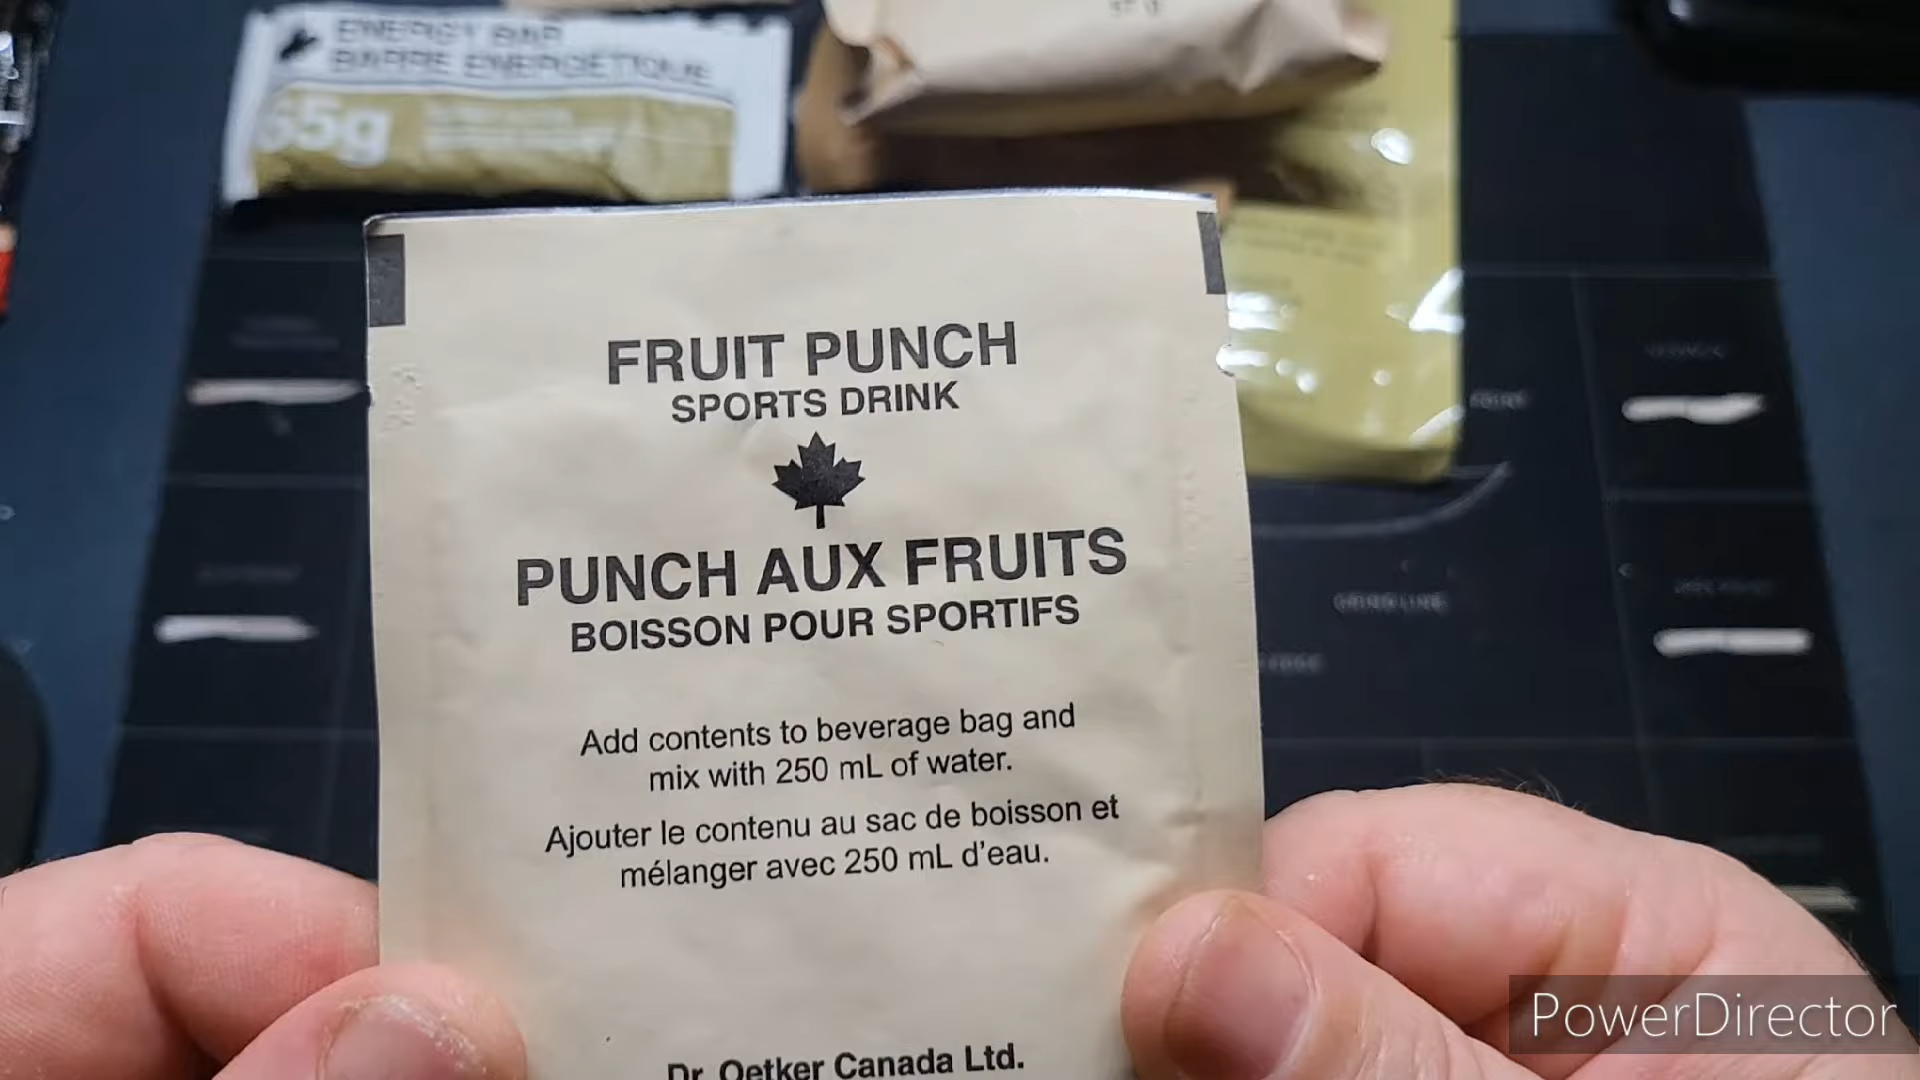 ENERGY BAR
BARRE ENERGETIQUE
65g
FRUIT PUNCH
SPORTS DRINK
PUNCH AUX FRUITS
BOISSON POUR SPORTIFS
Add contents to beverage bag and
mix with 250 mL of water.
Ajouter le contenu au sac de boisson et
mélanger avec 250 mL d'eau.
Dr. Oetker Canada Ltd.
PowerDirector